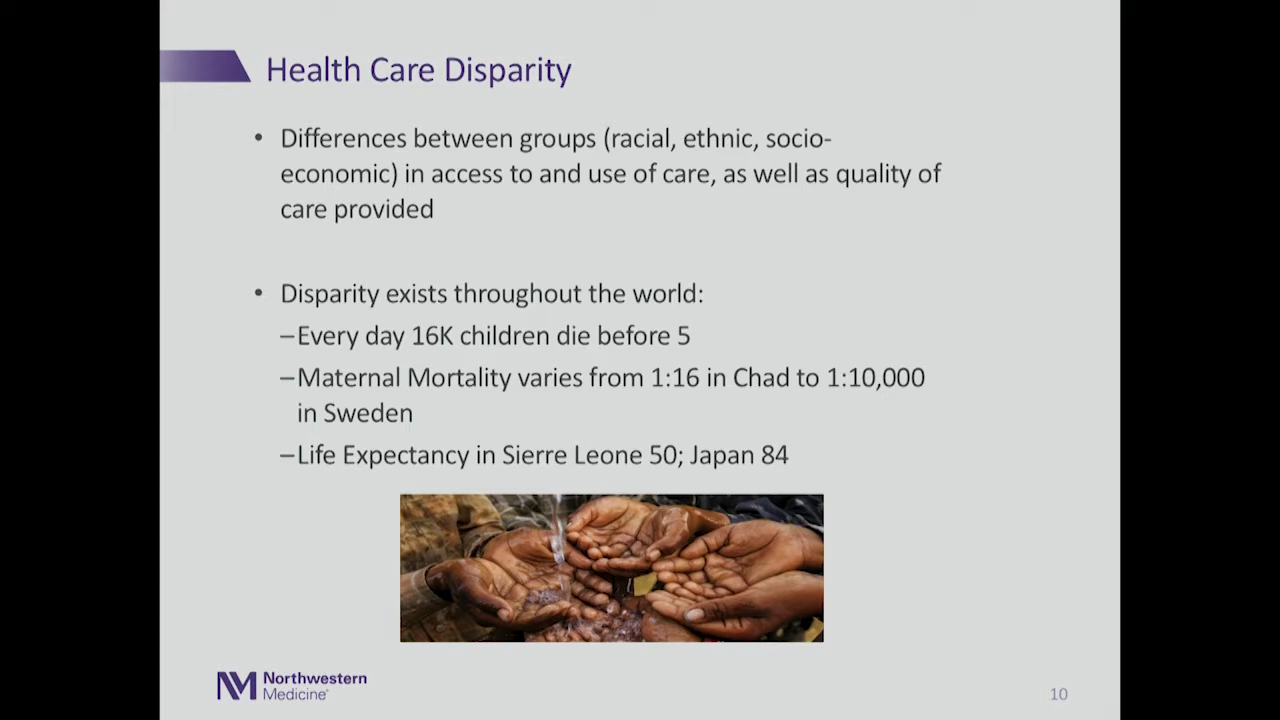 Health Care Disparity
• Differences between groups (racial, ethnic, socio-
economic) in access to and use of care, as well as quality of
care provided
• Disparity exists throughout the world:
–Every day 16K children die before 5
–Maternal Mortality varies from 1:16 in Chad to 1:10,000
in Sweden
–Life Expectancy in Sierre Leone 50; Japan 84
NM Northwestern
Medicine®
10